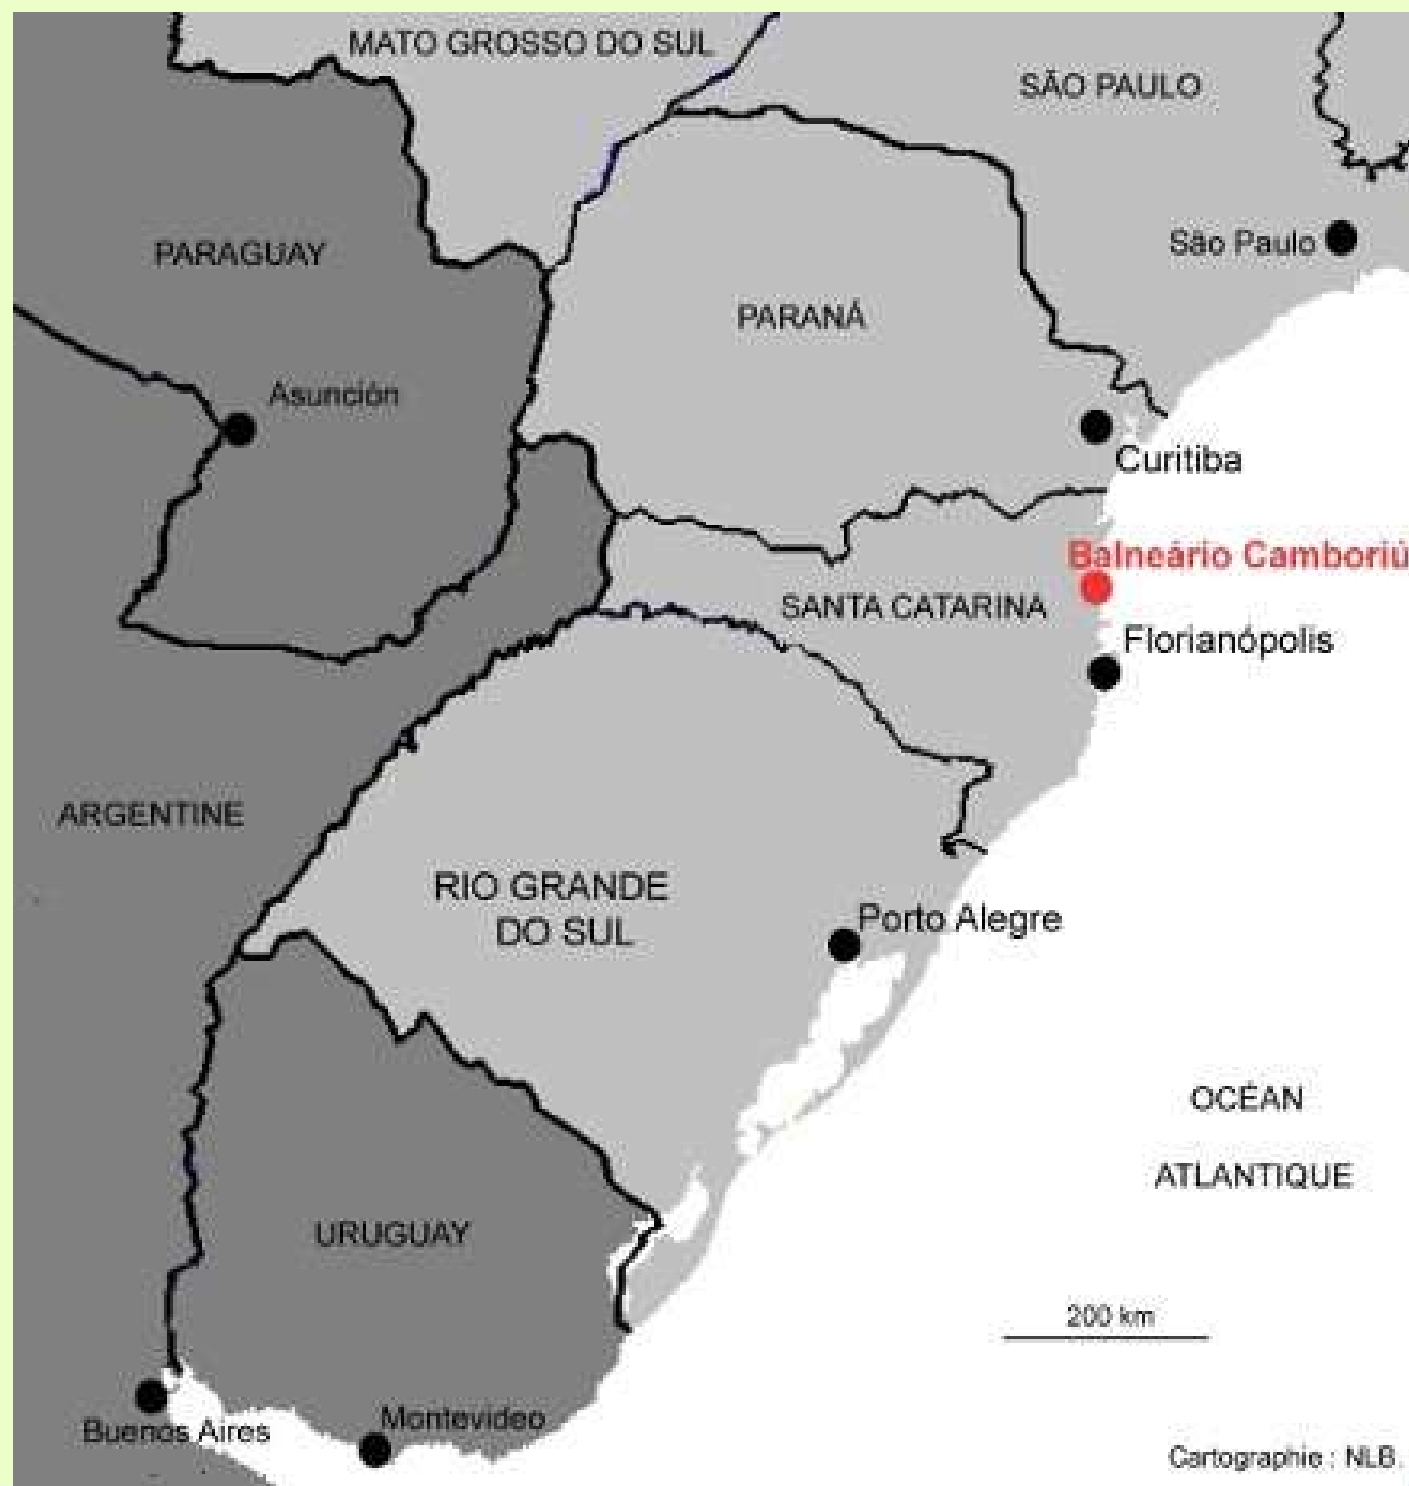 MATO GROSSO DO SUL
SÃO PAULO
São Paulo
PARAGUAY
PARANÁ
Asunción
Curitiba
Balneário Camboriú
SANTA CATARINA
Florianópolis
ARGENTINE
RIO GRANDE
DO SUL
Porto Alegre
OCÉAN
ATLANTIQUE
URUGUAY
200 km
Montevideo
Buenos Aires
Cartographie : NLB.